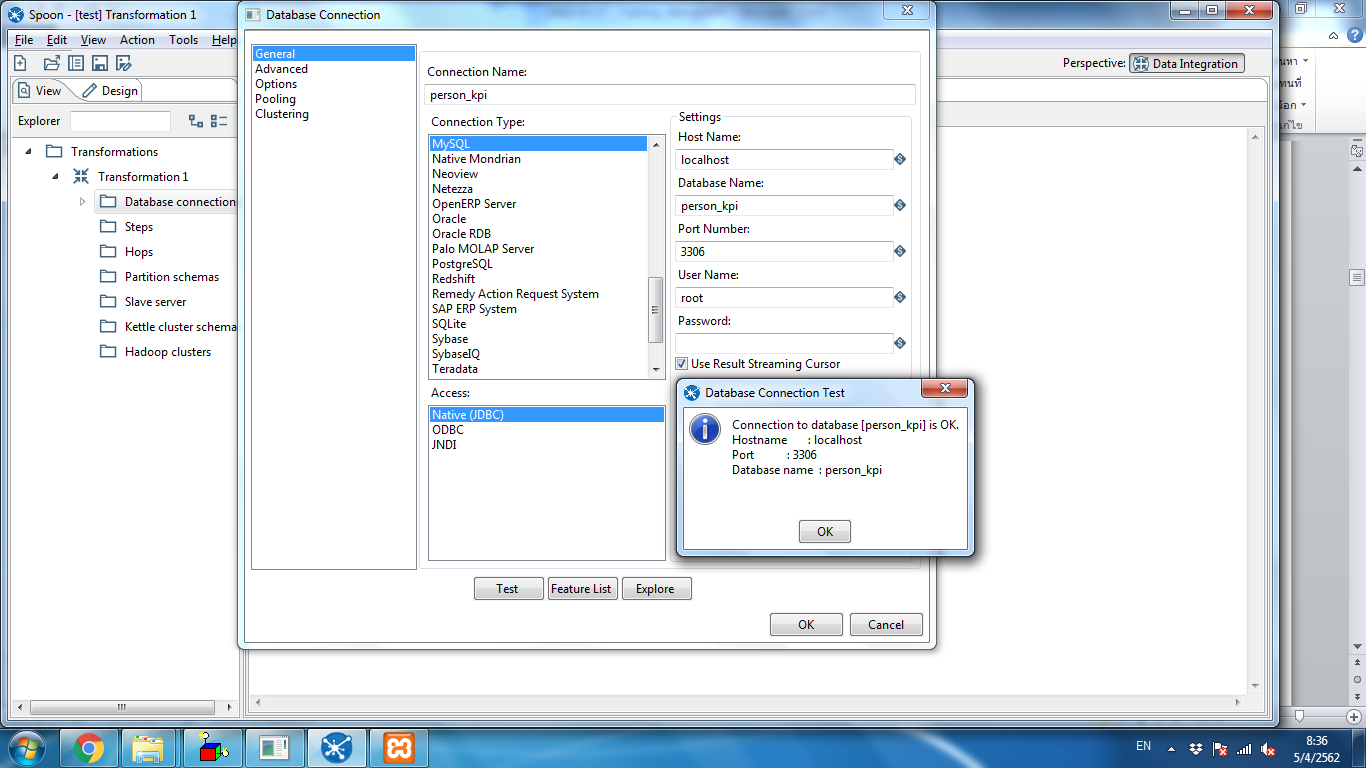 Spoon - [test] Transformation 1
File Edit View Action Tools Help
View Design
Explorer
Transformations
Transformation 1
Database connection
Steps
Hops
Partition schemas
Slave server
Kettle cluster schema
Hadoop clusters
Database Connection
General
Advanced
Options
Pooling
Clustering
Connection Name:
person_kpi
Connection Type:
MySQL
Native Mondrian
Neoview
Netezza
OpenERP Server
Oracle
Oracle RDB
Palo MOLAP Server
PostgreSQL
Redshift
Remedy Action Request System
SAP ERP System
SQLite
Sybase
SybaseIQ
Teradata
Access:
Native (JDBC)
ODBC
JNDI
Settings
Host Name:
localhost
Database Name:
person_kpi
Port Number:
3306
User Name:
root
Password:
Use Result Streaming Cursor
Database Connection Test
Connection to database [person_kpi] is OK.
Hostname : localhost
Port : 3306
Database name : person_kpi
OK
Test Feature List Explore
OK Cancel
Perspective: Data Integration
EN
8:36
5/4/2562